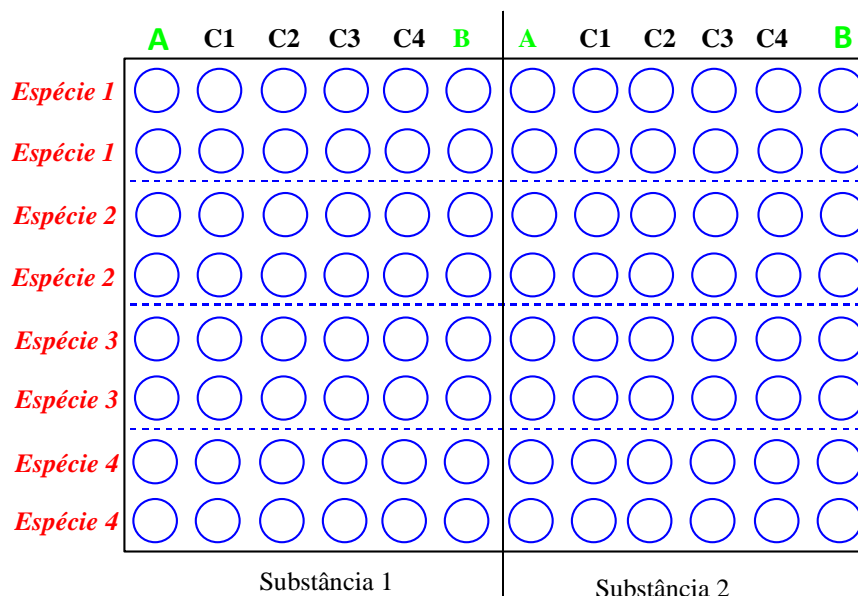 A C1 C2 C3 C4 B A C1 C2 C3 C4 B
Espécie 1
Espécie 1
Espécie 2
Espécie 2
Espécie 3
Espécie 3
Espécie 4
Espécie 4
Substância 1 Substância 2